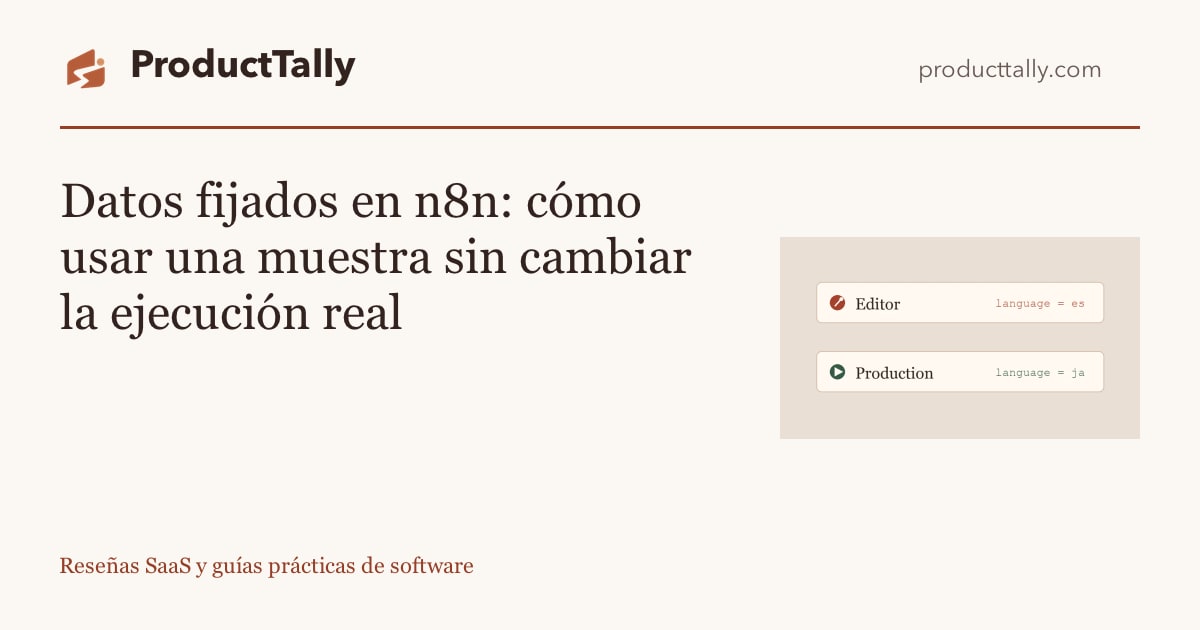 ProductTally
producttally.com
Datos fijados en n8n: cómo
usar una muestra sin cambiar
la ejecución real
Editor
language = es
Production
language = ja
Reseñas SaaS y guías prácticas de software